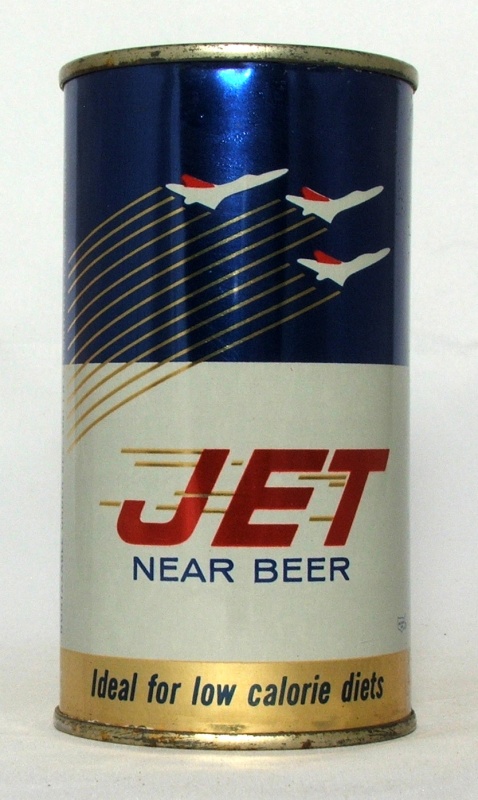 JET
NEAR BEER
Ideal for low calorie diets